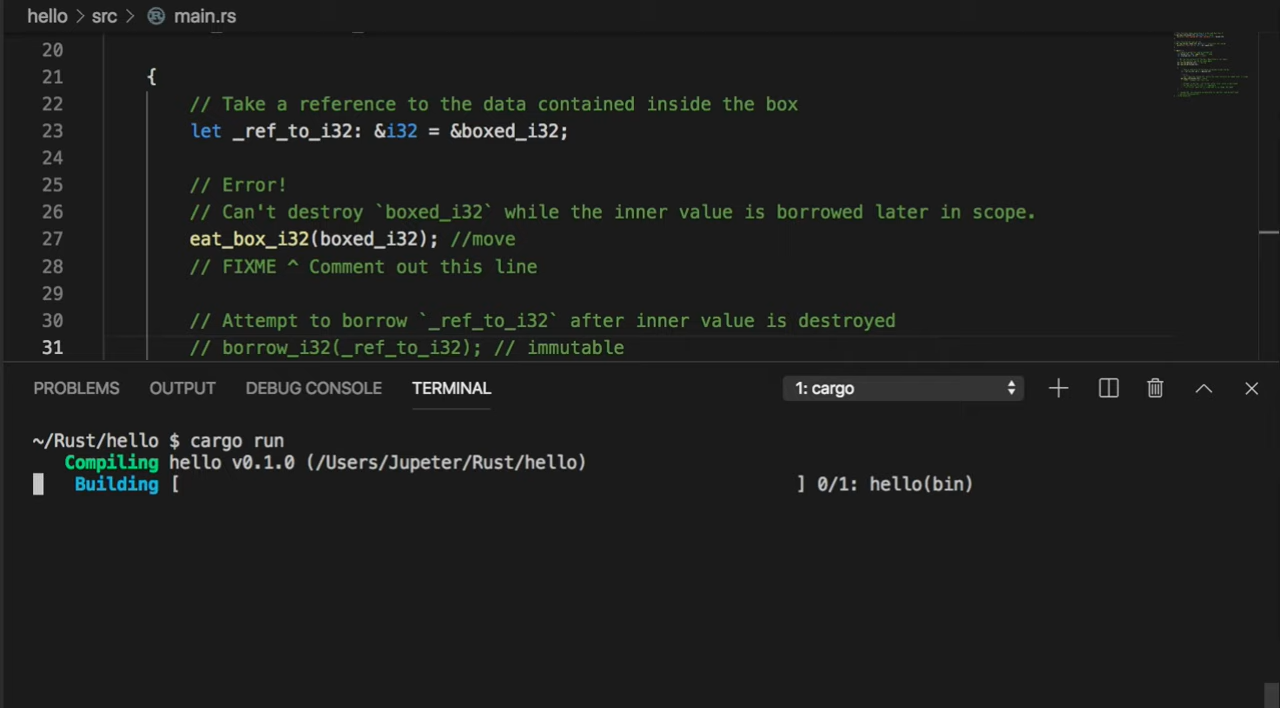 hello > src > main.rs
20
21 {
22 // Take a reference to the data contained inside the box
23 let _ref_to_i32: &i32 = &boxed_i32;
24
25 // Error!
26 // Can't destroy `boxed_i32` while the inner value is borrowed later in scope.
27 eat_box_i32(boxed_i32); //move
28 // FIXME ^ Comment out this line
29
30 // Attempt to borrow `_ref_to_i32` after inner value is destroyed
31 // borrow_i32(_ref_to_i32); // immutable
PROBLEMS OUTPUT DEBUG CONSOLE TERMINAL 1: cargo
~/Rust/hello $ cargo run
Compiling hello v0.1.0 (/Users/Jupeter/Rust/hello)
Building [ ] 0/1: hello(bin)